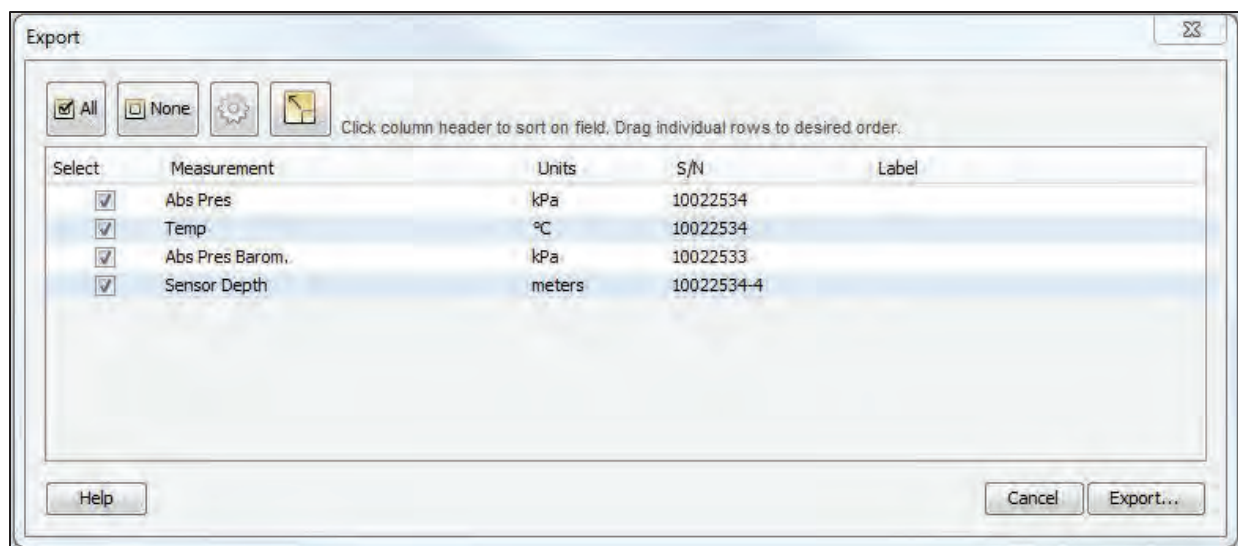 Export
All None Click column header to sort on field. Drag individual rows to desired order.
Select Measurement Units S/N Label
Abs Pres kPa 10022534
Temp °C 10022534
Abs Pres Barom. kPa 10022533
Sensor Depth meters 10022534-4
Help Cancel Export...